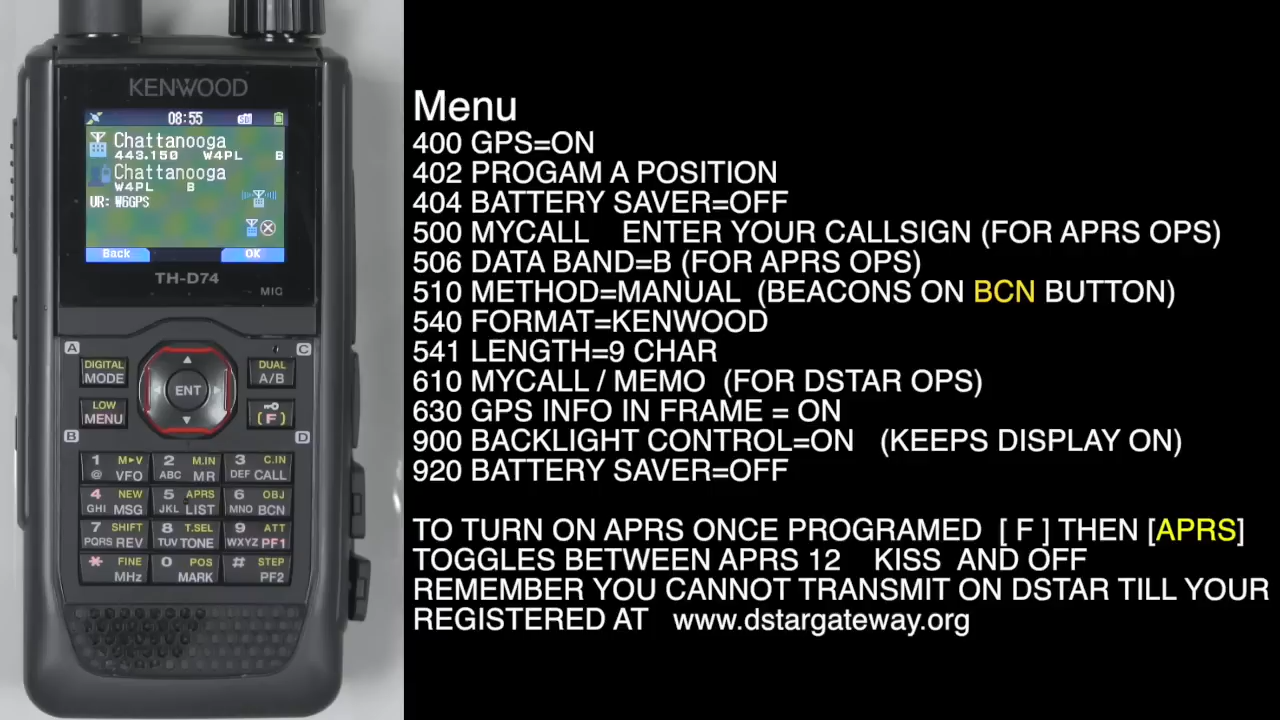 KENWOOD
08:55
Chattanooga
443.150 W4PL B
Chattanooga
W4PL B
UR: W6GPS
Back OK
TH-D74
MIC
A C
DIGITAL DUAL
MODE ENT A/B
LOW
MENU (F)
B D
1 M▸V 2 M.IN 3 C.IN
@ VFO ABC MR DEF CALL
4 NEW 5 APRS 6 OBJ
GHI MSG JKL LIST MNO BCN
7 SHIFT 8 T.SEL 9 ATT
PQRS REV TUV TONE WXYZ PF1
* FINE 0 POS # STEP
MHz MARK PF2
Menu
400 GPS=ON
402 PROGAM A POSITION
404 BATTERY SAVER=OFF
500 MYCALL ENTER YOUR CALLSIGN (FOR APRS OPS)
506 DATA BAND=B (FOR APRS OPS)
510 METHOD=MANUAL (BEACONS ON BCN BUTTON)
540 FORMAT=KENWOOD
541 LENGTH=9 CHAR
610 MYCALL / MEMO (FOR DSTAR OPS)
630 GPS INFO IN FRAME = ON
900 BACKLIGHT CONTROL=ON (KEEPS DISPLAY ON)
920 BATTERY SAVER=OFF
TO TURN ON APRS ONCE PROGRAMED [ F ] THEN [APRS]
TOGGLES BETWEEN APRS 12 KISS AND OFF
REMEMBER YOU CANNOT TRANSMIT ON DSTAR TILL YOUR
REGISTERED AT www.dstargateway.org